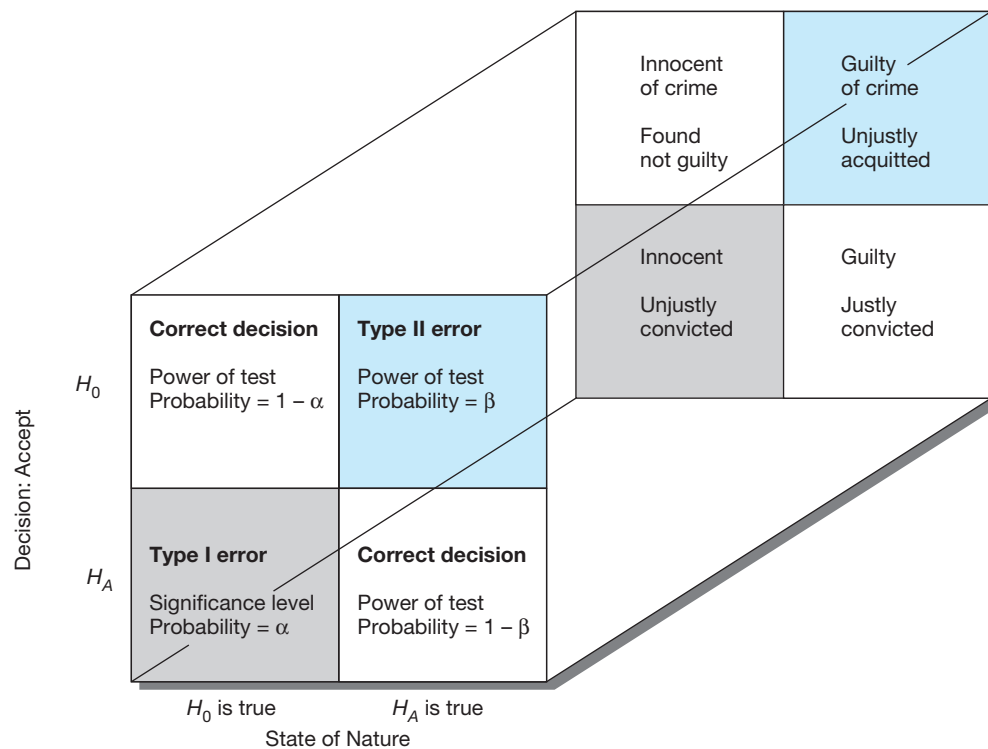 Innocent
of crime
Found
not guilty
Guilty
of crime
Unjustly
acquitted
Innocent
Unjustly
convicted
Guilty
Justly
convicted
Decision: Accept
H0
HA
Correct decision
Power of test
Probability = 1 – α
Type II error
Power of test
Probability = β
Type I error
Significance level
Probability = α
Correct decision
Power of test
Probability = 1 – β
H0 is true
HA is true
State of Nature